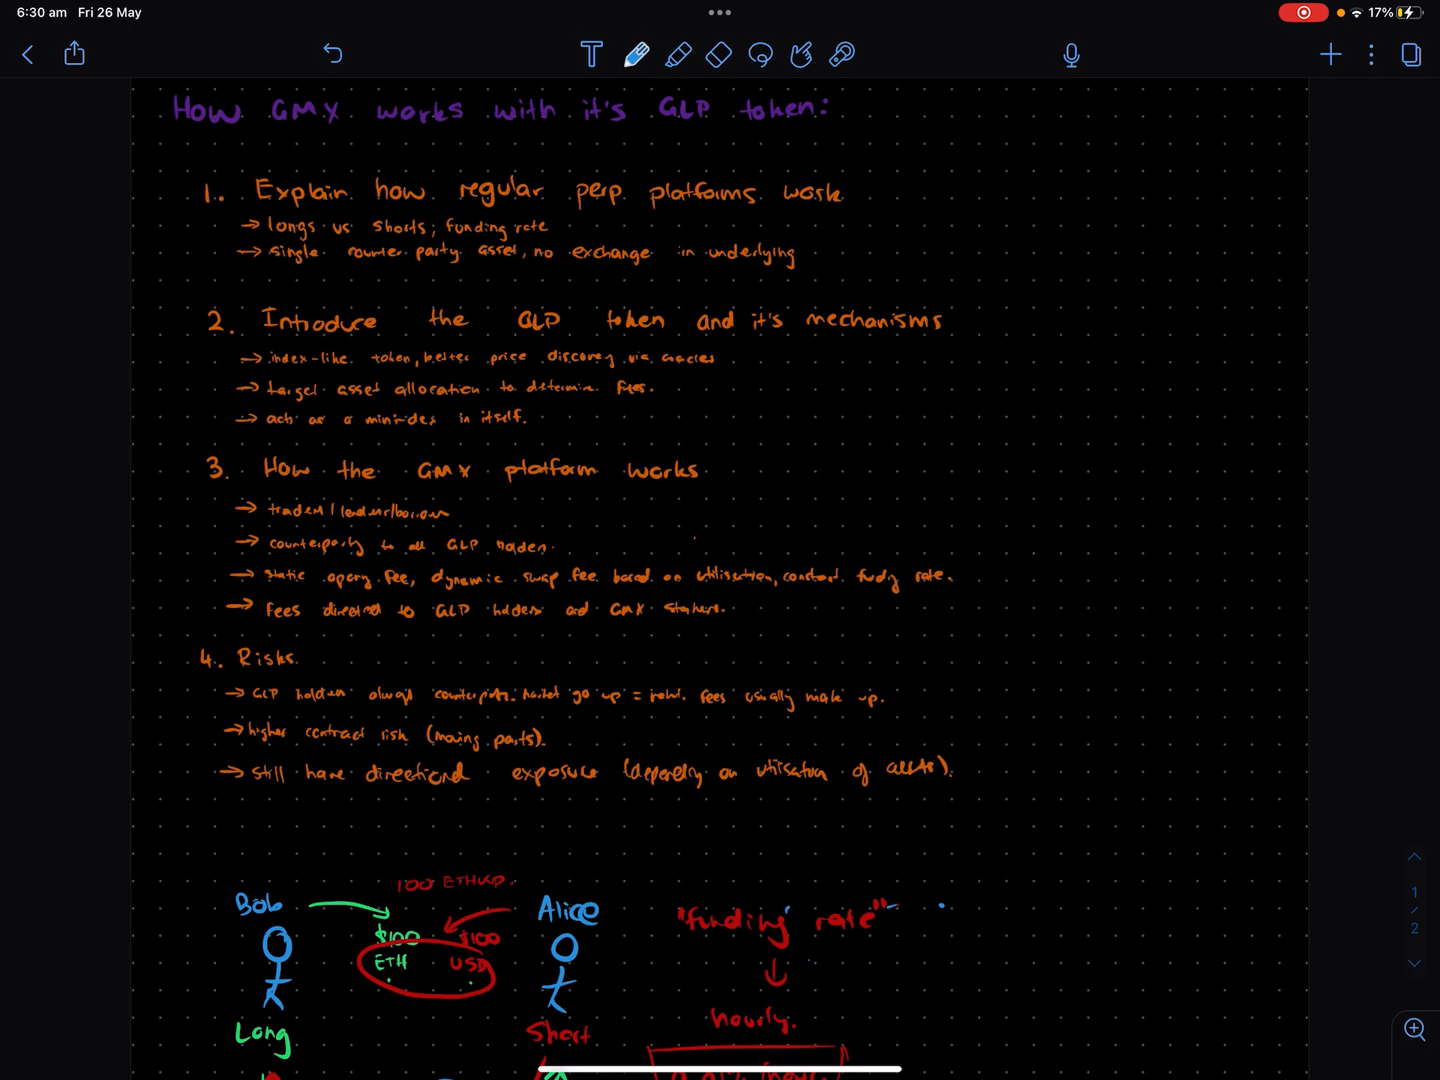 6:30 am Fri 26 May
17%
How GMX works with it's GLP token:
1. Explain how regular perp platforms work
→ longs vs shorts; funding rate
→ single counter party asset, no exchange in underlying
2. Introduce the GLP token and it's mechanisms
→ index-like token, better price discovery via oracles
→ target asset allocation to determine fees.
→ acts as a mini-dex in itself.
3. How the GMX platform works
→ traders / lender/borrower
→ counterparty to all GLP holders.
→ static opening fee, dynamic swap fee based on utilisation, constant funding rate.
→ Fees directed to GLP holders and GMX stakers.
4. Risks
→ GLP holders always counterparty. Market go up = Fees usually make up.
→ higher contract risk (moving parts).
→ still have directional exposure (depending on utilisation of assets).
100 ETHUSD.
Bob Alice "funding rate"
$100 $100
ETH USD
hourly.
Long Short
1
/
2